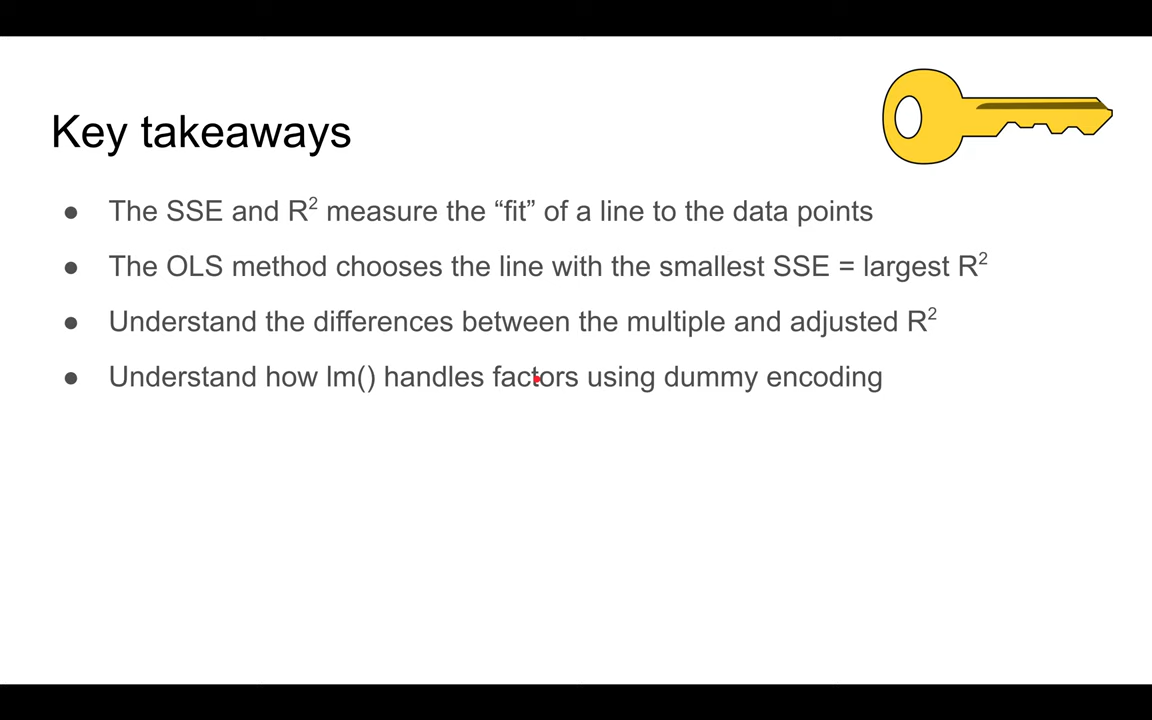 Key takeaways
● The SSE and R² measure the “fit” of a line to the data points
● The OLS method chooses the line with the smallest SSE = largest R²
● Understand the differences between the multiple and adjusted R²
● Understand how lm() handles factors using dummy encoding